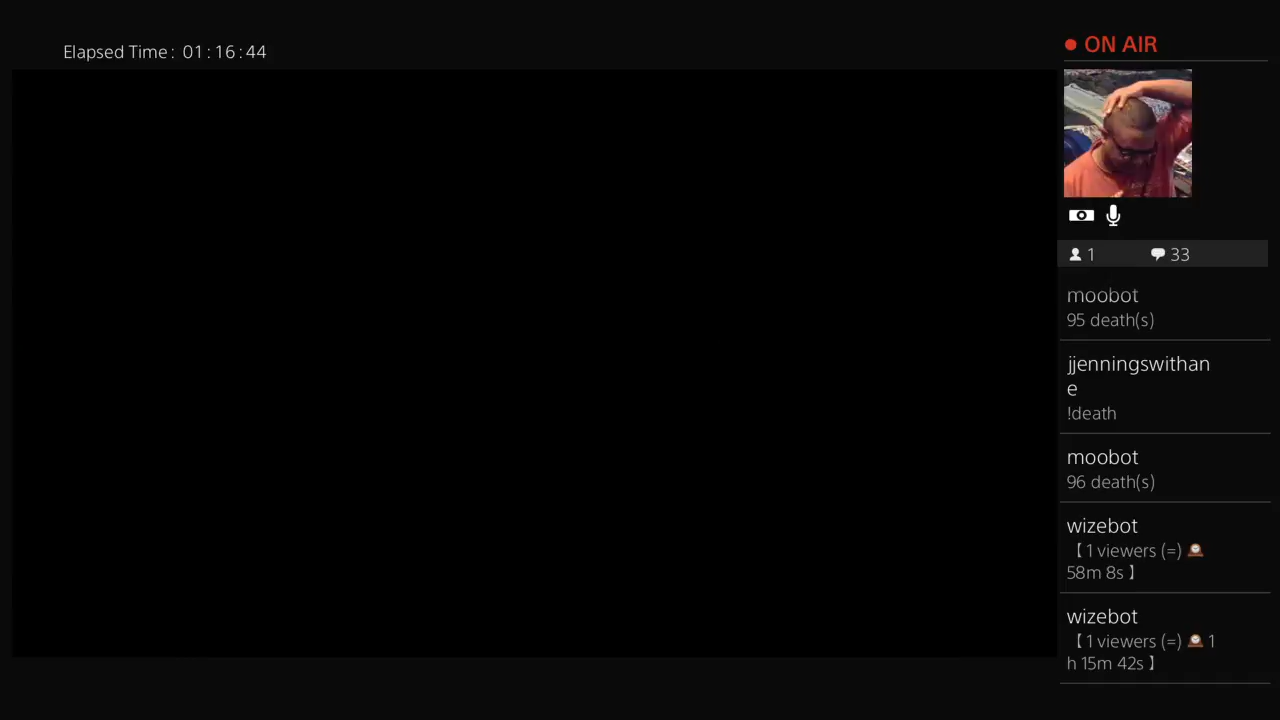 Elapsed Time: 01:16:44
ON AIR
1 33
moobot
95 death(s)
jjenningswithan
e
!death
moobot
96 death(s)
wizebot
【1 viewers (=) 🕰
58m 8s】
wizebot
【1 viewers (=) 🕰 1
h 15m 42s】